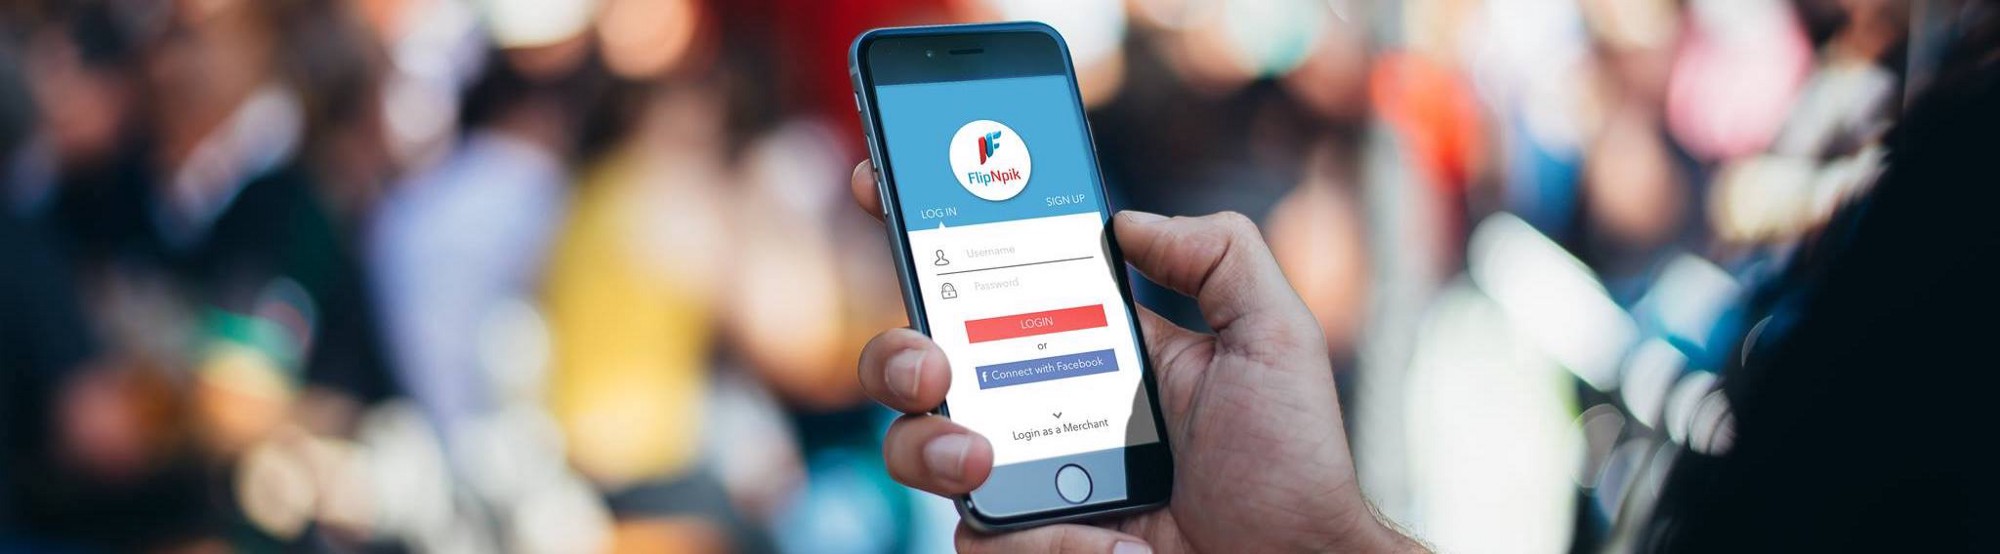 FlipNpik
LOG IN
SIGN UP
Username
Password
LOGIN
or
f Connect with Facebook
Login as a Merchant